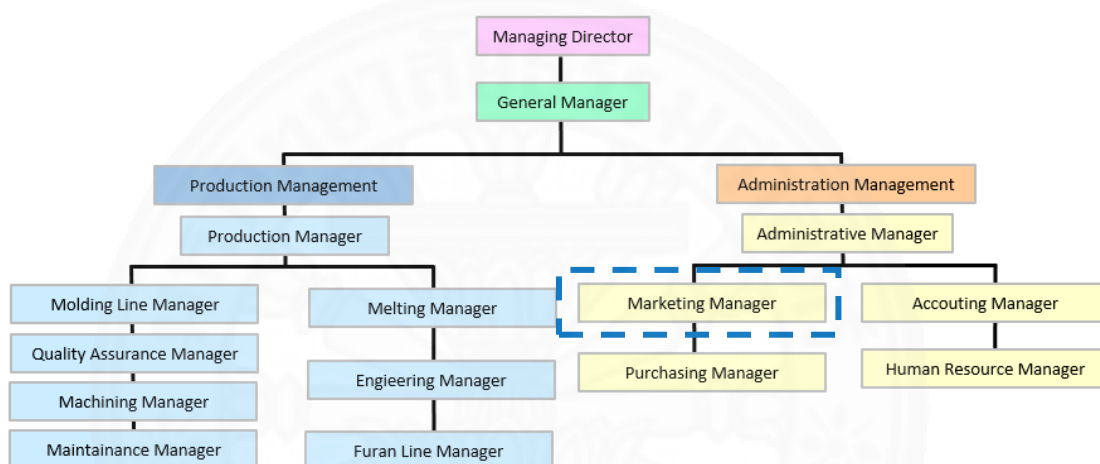 Managing Director
General Manager
Production Management
Administration Management
Production Manager
Administrative Manager
Molding Line Manager
Melting Manager
Marketing Manager
Accouting Manager
Quality Assurance Manager
Engieering Manager
Purchasing Manager
Human Resource Manager
Machining Manager
Maintainance Manager
Furan Line Manager